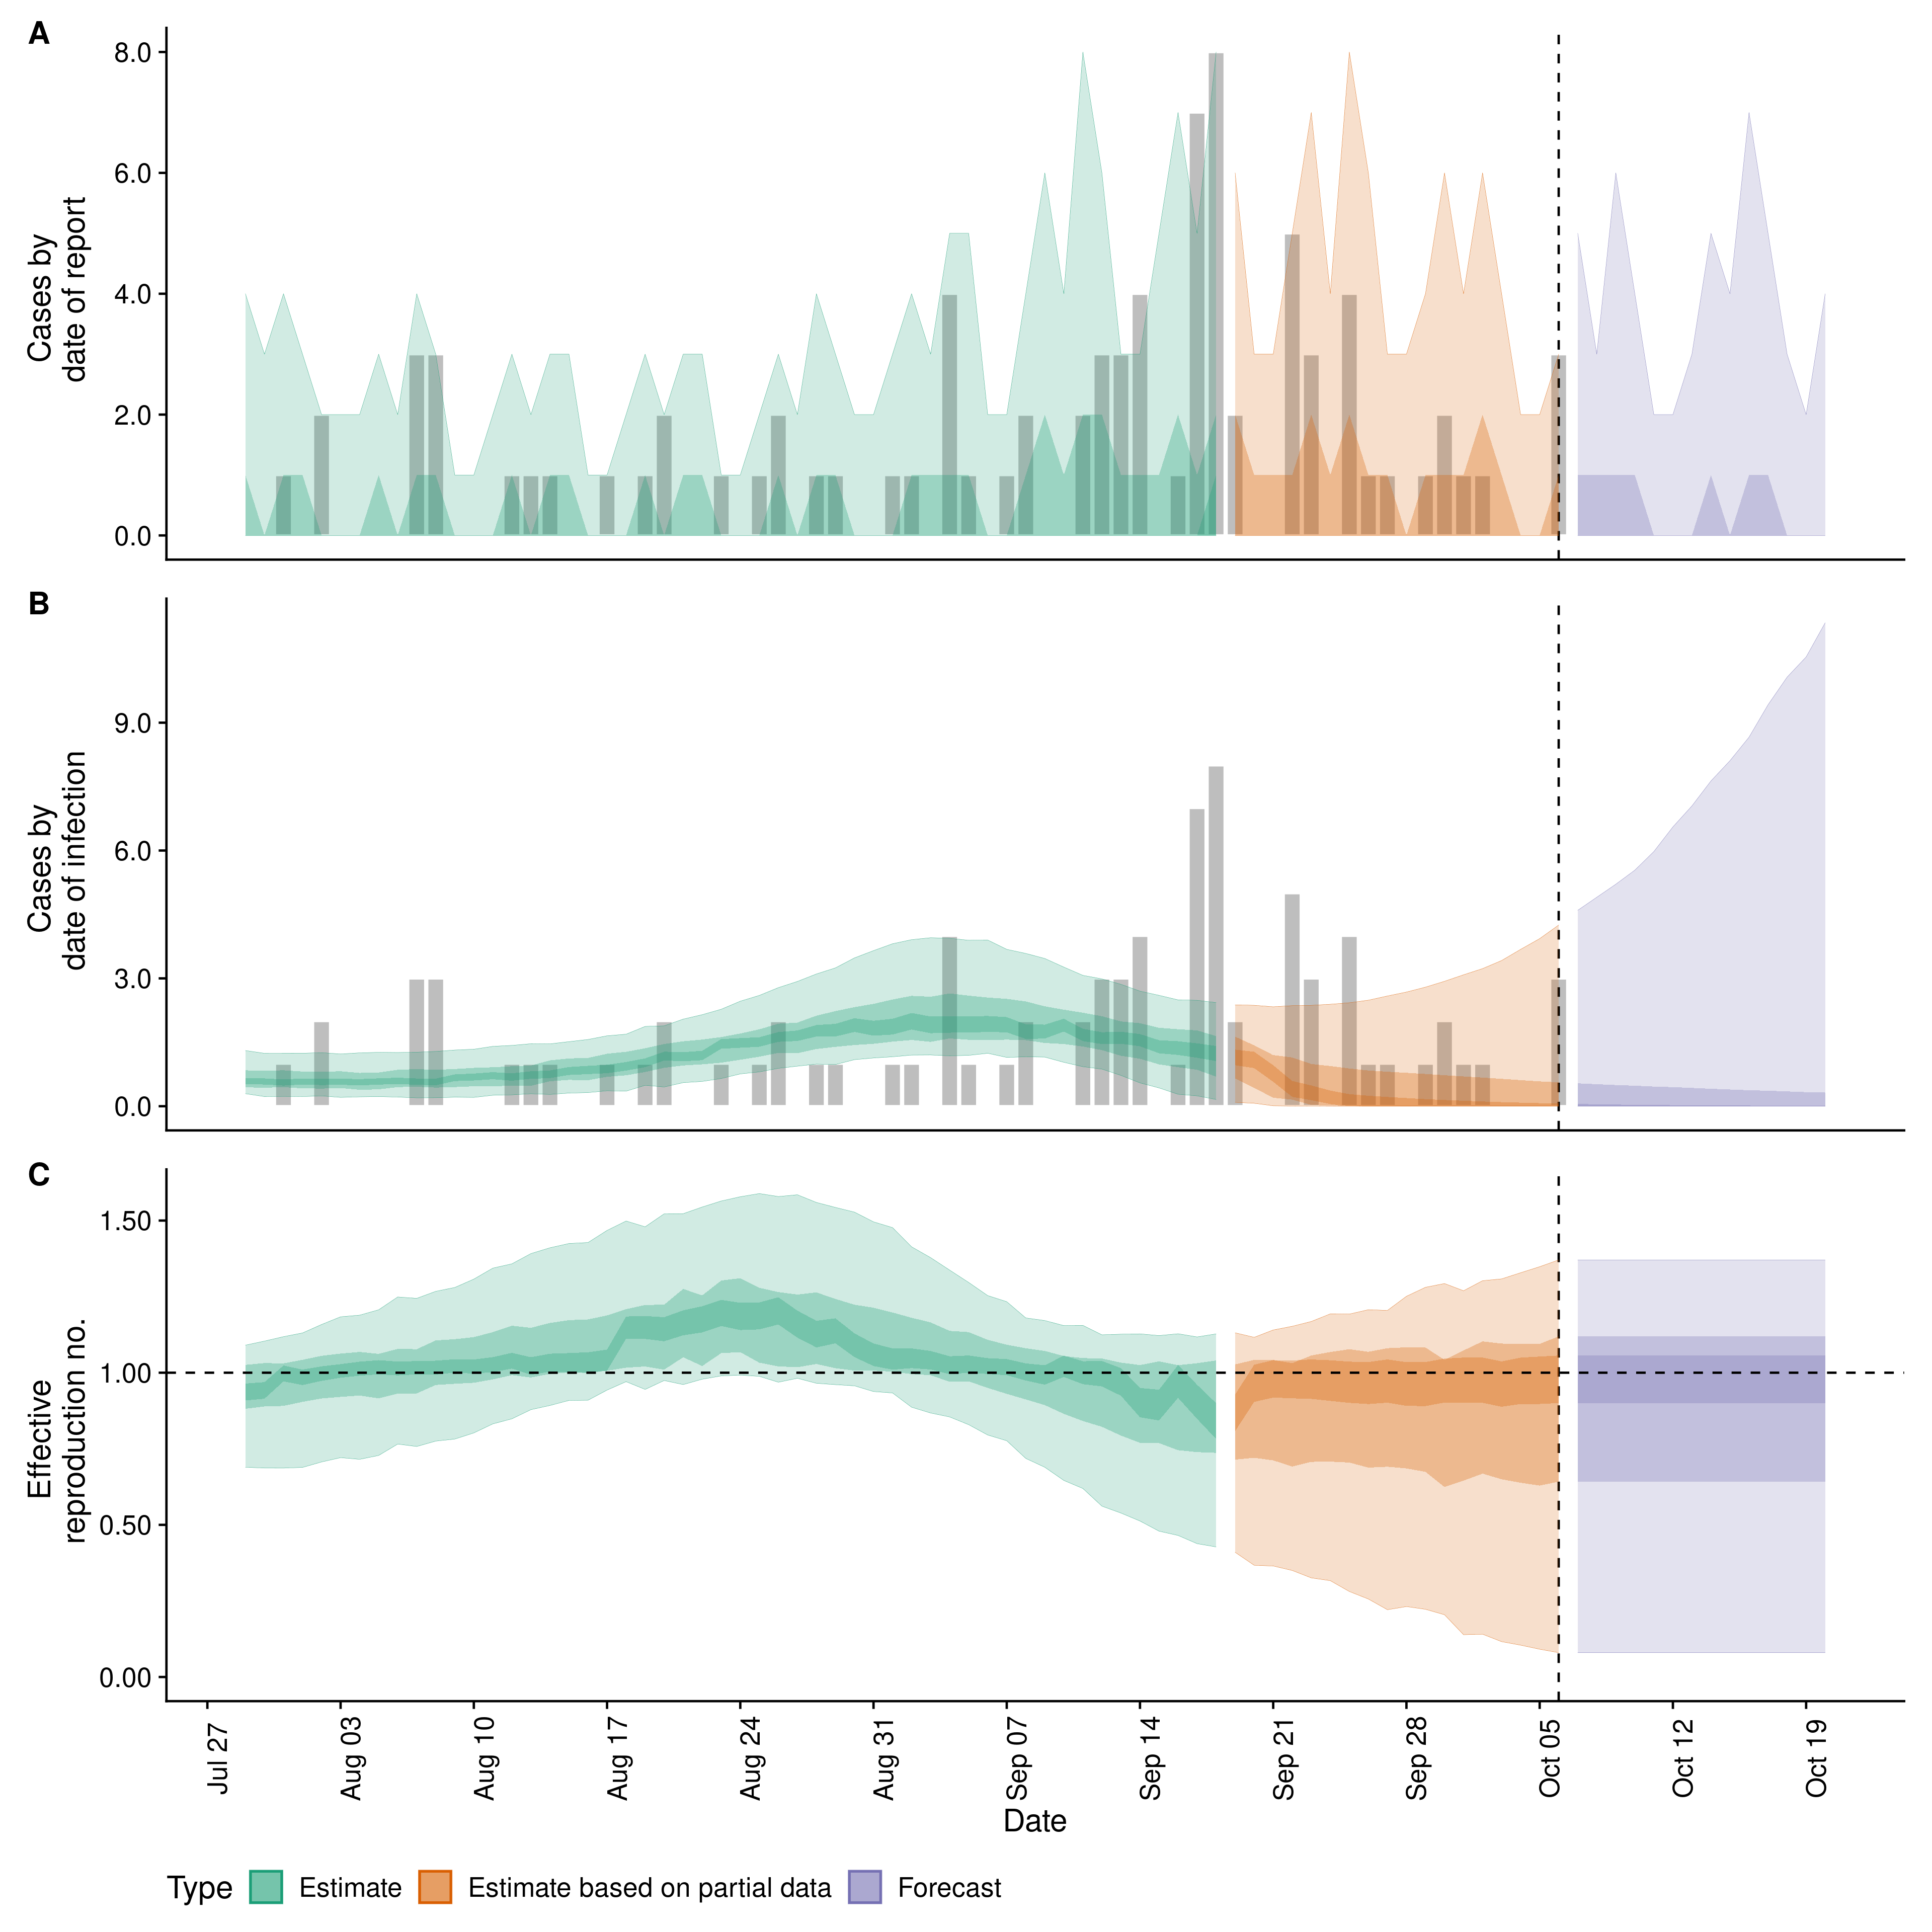 A
8.0
6.0
4.0
2.0
0.0
Cases by
date of report
B
9.0
6.0
3.0
0.0
Cases by
date of infection
C
1.50
1.00
0.50
0.00
Effective
reproduction no.
Jul 27
Aug 03
Aug 10
Aug 17
Aug 24
Aug 31
Sep 07
Sep 14
Sep 21
Sep 28
Oct 05
Oct 12
Oct 19
Date
Type Estimate Estimate based on partial data Forecast